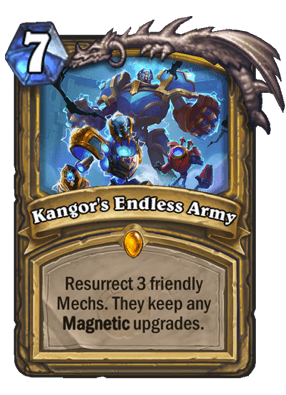 7
Kangor's Endless Army
Resurrect 3 friendly
Mechs. They keep any
Magnetic upgrades.